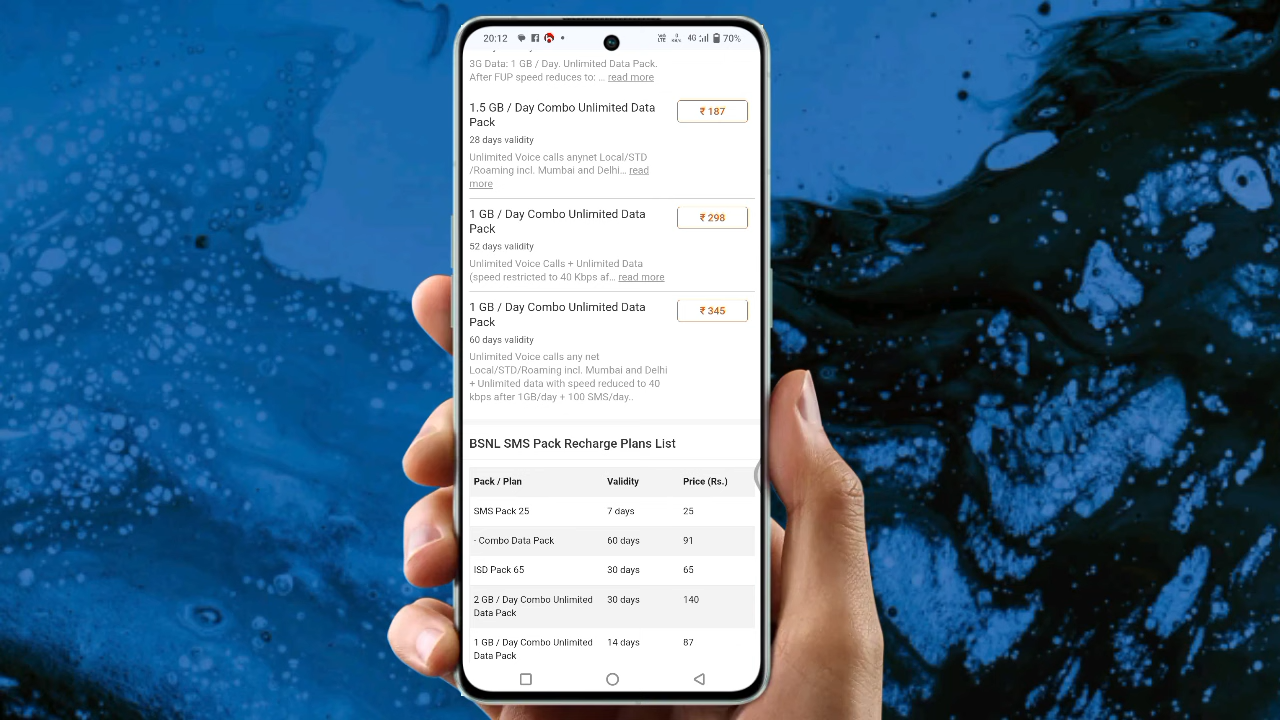 20:12
4G
70%
3G Data: 1 GB / Day. Unlimited Data Pack.
After FUP speed reduces to: ... read more
1.5 GB / Day Combo Unlimited Data
Pack
₹ 187
28 days validity
Unlimited Voice calls anynet Local/STD
/Roaming incl. Mumbai and Delhi... read
more
1 GB / Day Combo Unlimited Data
Pack
₹ 298
52 days validity
Unlimited Voice Calls + Unlimited Data
(speed restricted to 40 Kbps af... read more
1 GB / Day Combo Unlimited Data
Pack
₹ 345
60 days validity
Unlimited Voice calls any net
Local/STD/Roaming incl. Mumbai and Delhi
+ Unlimited data with speed reduced to 40
kbps after 1GB/day + 100 SMS/day..
BSNL SMS Pack Recharge Plans List
Pack / Plan Validity Price (Rs.)
SMS Pack 25 7 days 25
- Combo Data Pack 60 days 91
ISD Pack 65 30 days 65
2 GB / Day Combo Unlimited 30 days 140
Data Pack
1 GB / Day Combo Unlimited 14 days 87
Data Pack